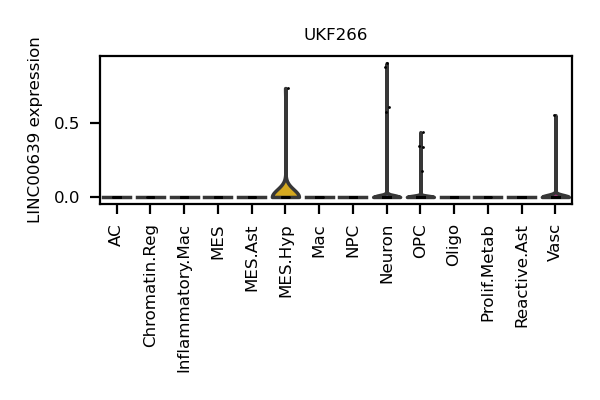 UKF266
LINC00639 expression
0.5
0.0
AC
Chromatin.Reg
Inflammatory.Mac
MES
MES.Ast
MES.Hyp
Mac
NPC
Neuron
OPC
Oligo
Prolif.Metab
Reactive.Ast
Vasc